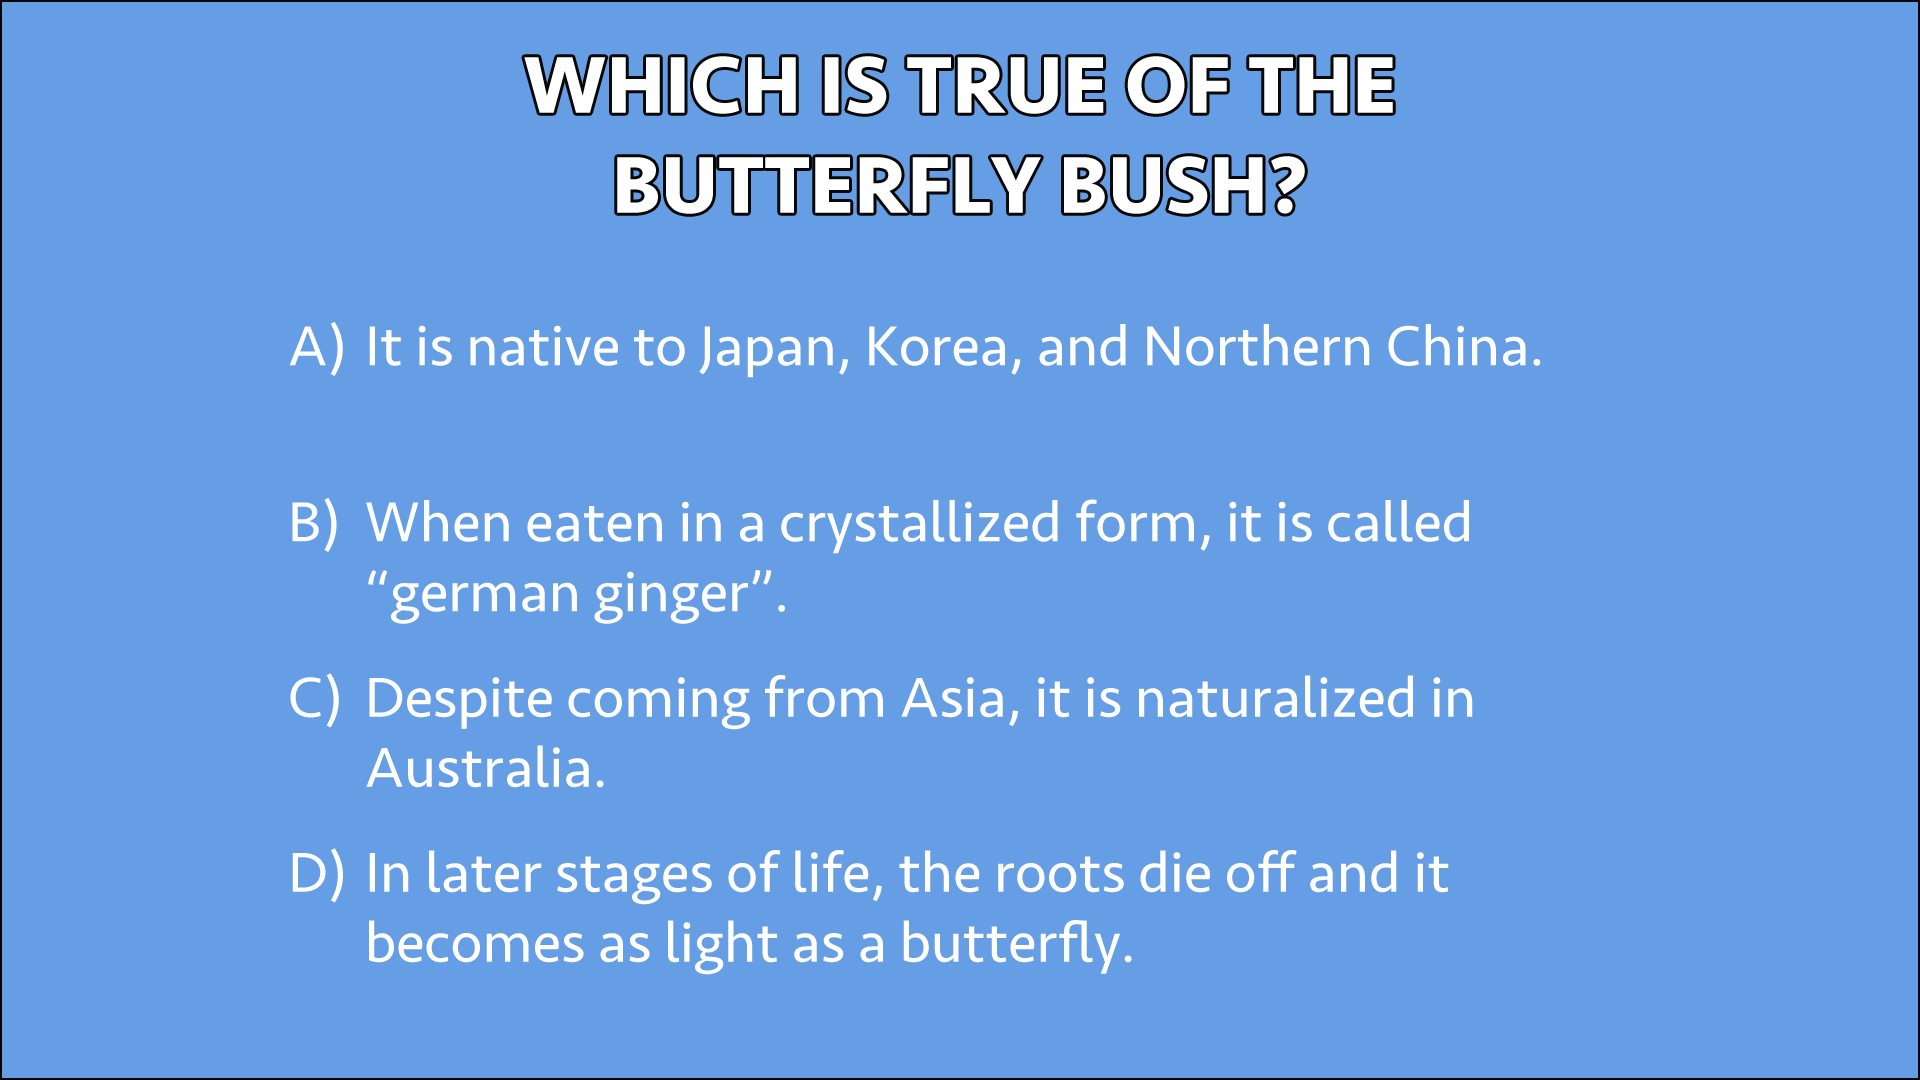 WHICH IS TRUE OF THE
BUTTERFLY BUSH?
A) It is native to Japan, Korea, and Northern China.
B) When eaten in a crystallized form, it is called
“german ginger”.
C) Despite coming from Asia, it is naturalized in
Australia.
D) In later stages of life, the roots die off and it
becomes as light as a butterfly.